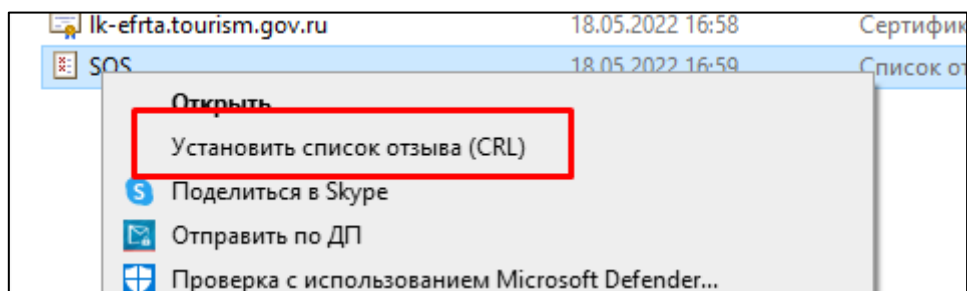 lk-efrta.tourism.gov.ru 18.05.2022 16:58 Сертифик
SOS 18.05.2022 16:59 Список от
Открыть
Установить список отзыва (CRL)
Поделиться в Skype
Отправить по ДП
Проверка с использованием Microsoft Defender...